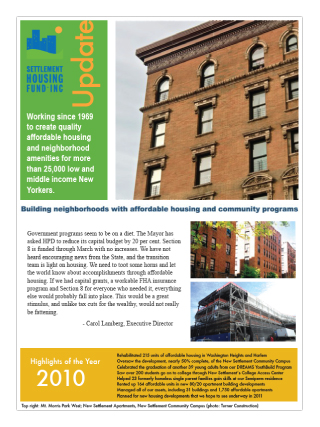 Update
SETTLEMENT
HOUSING
FUND·INC
Working since 1969
to create quality
affordable housing
and neighborhood
amenities for more
than 25,000 low and
middle income New
Yorkers.
Building neighborhoods with affordable housing and community programs
Government programs seem to be on a diet. The Mayor has
asked HPD to reduce its capital budget by 20 per cent. Section
8 is funded through March with no increases. We have not
heard encouraging news from the State, and the transition
team is light on housing. We need to toot some horns and let
the world know about accomplishments through affordable
housing. If we had capital grants, a workable FHA insurance
program and Section 8 for everyone who needed it, everything
else would probably fall into place. This would be a great
stimulus, and unlike tax cuts for the wealthy, would not really
be fattening.
- Carol Lamberg, Executive Director
Highlights of the Year
2010
Rehabilitated 212 units of affordable housing in Washington Heights and Harlem
Oversaw the development, nearly 50% complete, of the New Settlement Community Campus
Celebrated the graduation of another 39 young adults from our DREAMS YouthBuild Program
Saw over 200 students go on to college through New Settlement's College Access Center
Helped 23 formerly homeless single parent families gain skills at our Semiperm residence
Rented up 164 affordable units in new 80/20 apartment building developments
Managed all of our assets, including 31 buildings and 1,750 affordable apartments
Planned for new housing developments that we hope to see underway in 2011
Top right: Mt. Morris Park West; New Settlement Apartments, New Settlement Community Campus (photo: Turner Construction)